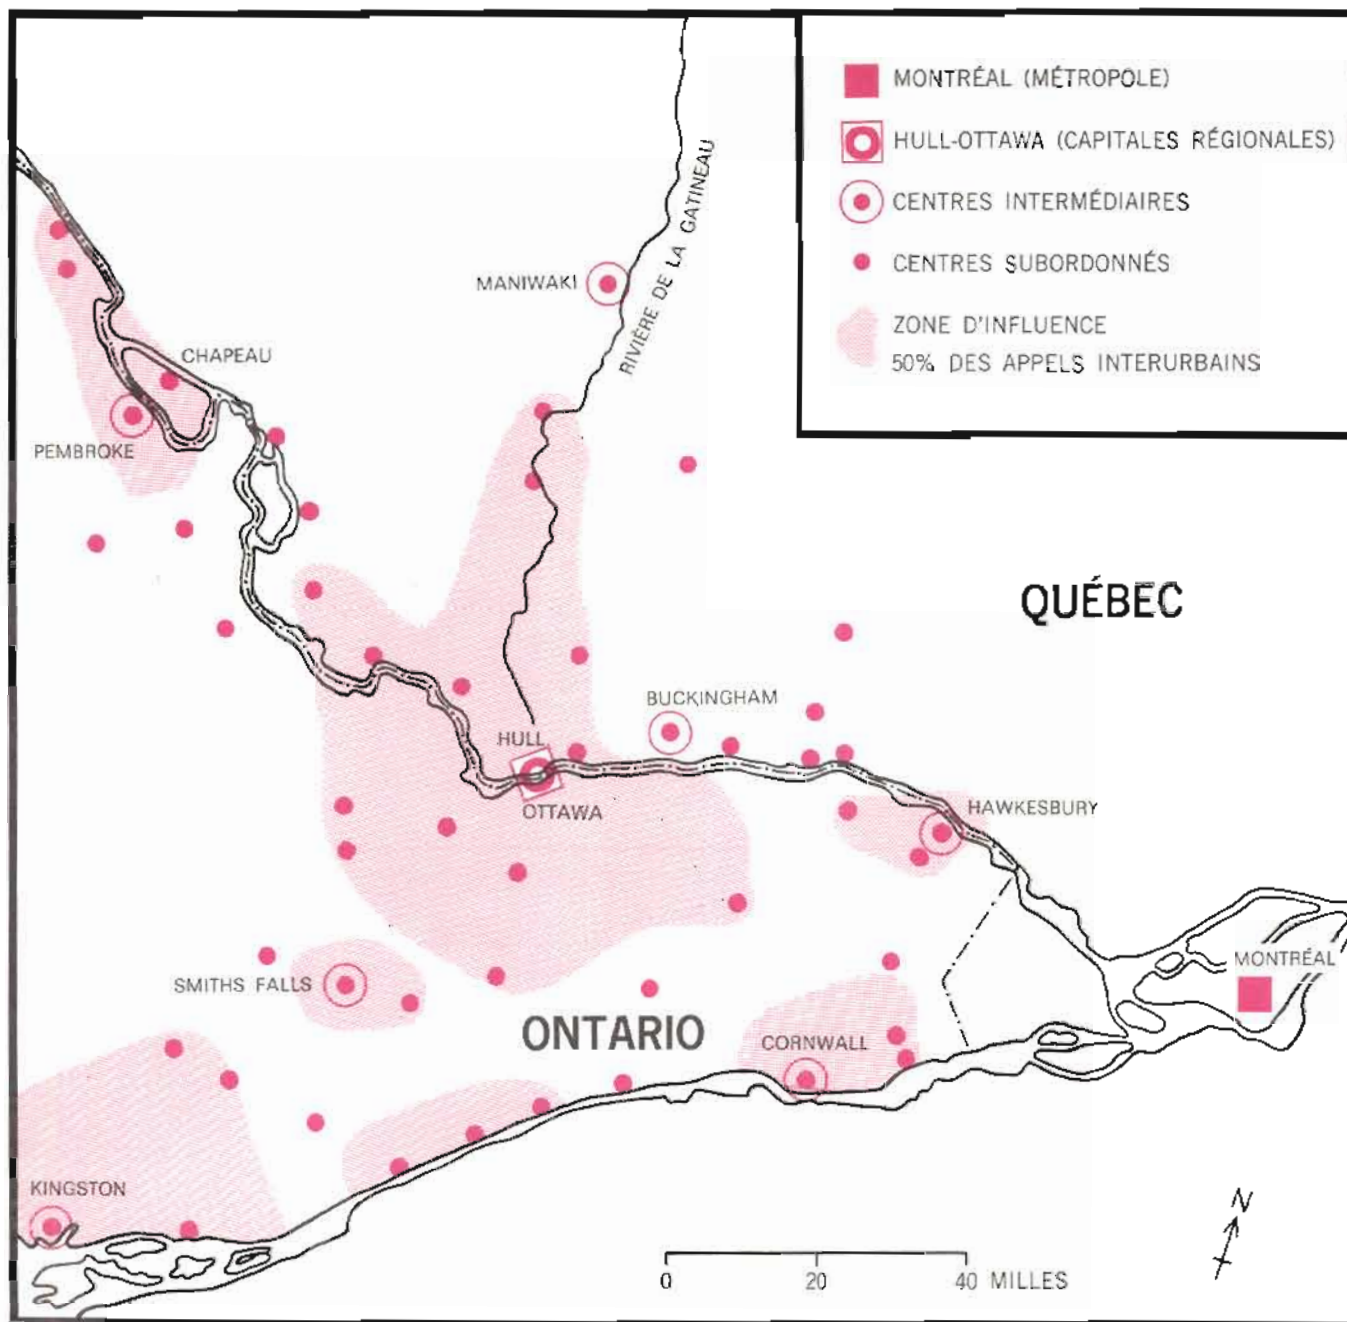 MONTRÉAL (MÉTROPOLE)
HULL-OTTAWA (CAPITALES RÉGIONALES)
CENTRES INTERMÉDIAIRES
CENTRES SUBORDONNÉS
ZONE D'INFLUENCE
50% DES APPELS INTERURBAINS
RIVIÈRE DE LA GATINEAU
MANIWAKI
CHAPEAU
PEMBROKE
QUÉBEC
BUCKINGHAM
HULL
OTTAWA
HAWKESBURY
MONTRÉAL
SMITHS FALLS
ONTARIO
CORNWALL
KINGSTON
N
0 20 40 MILLES